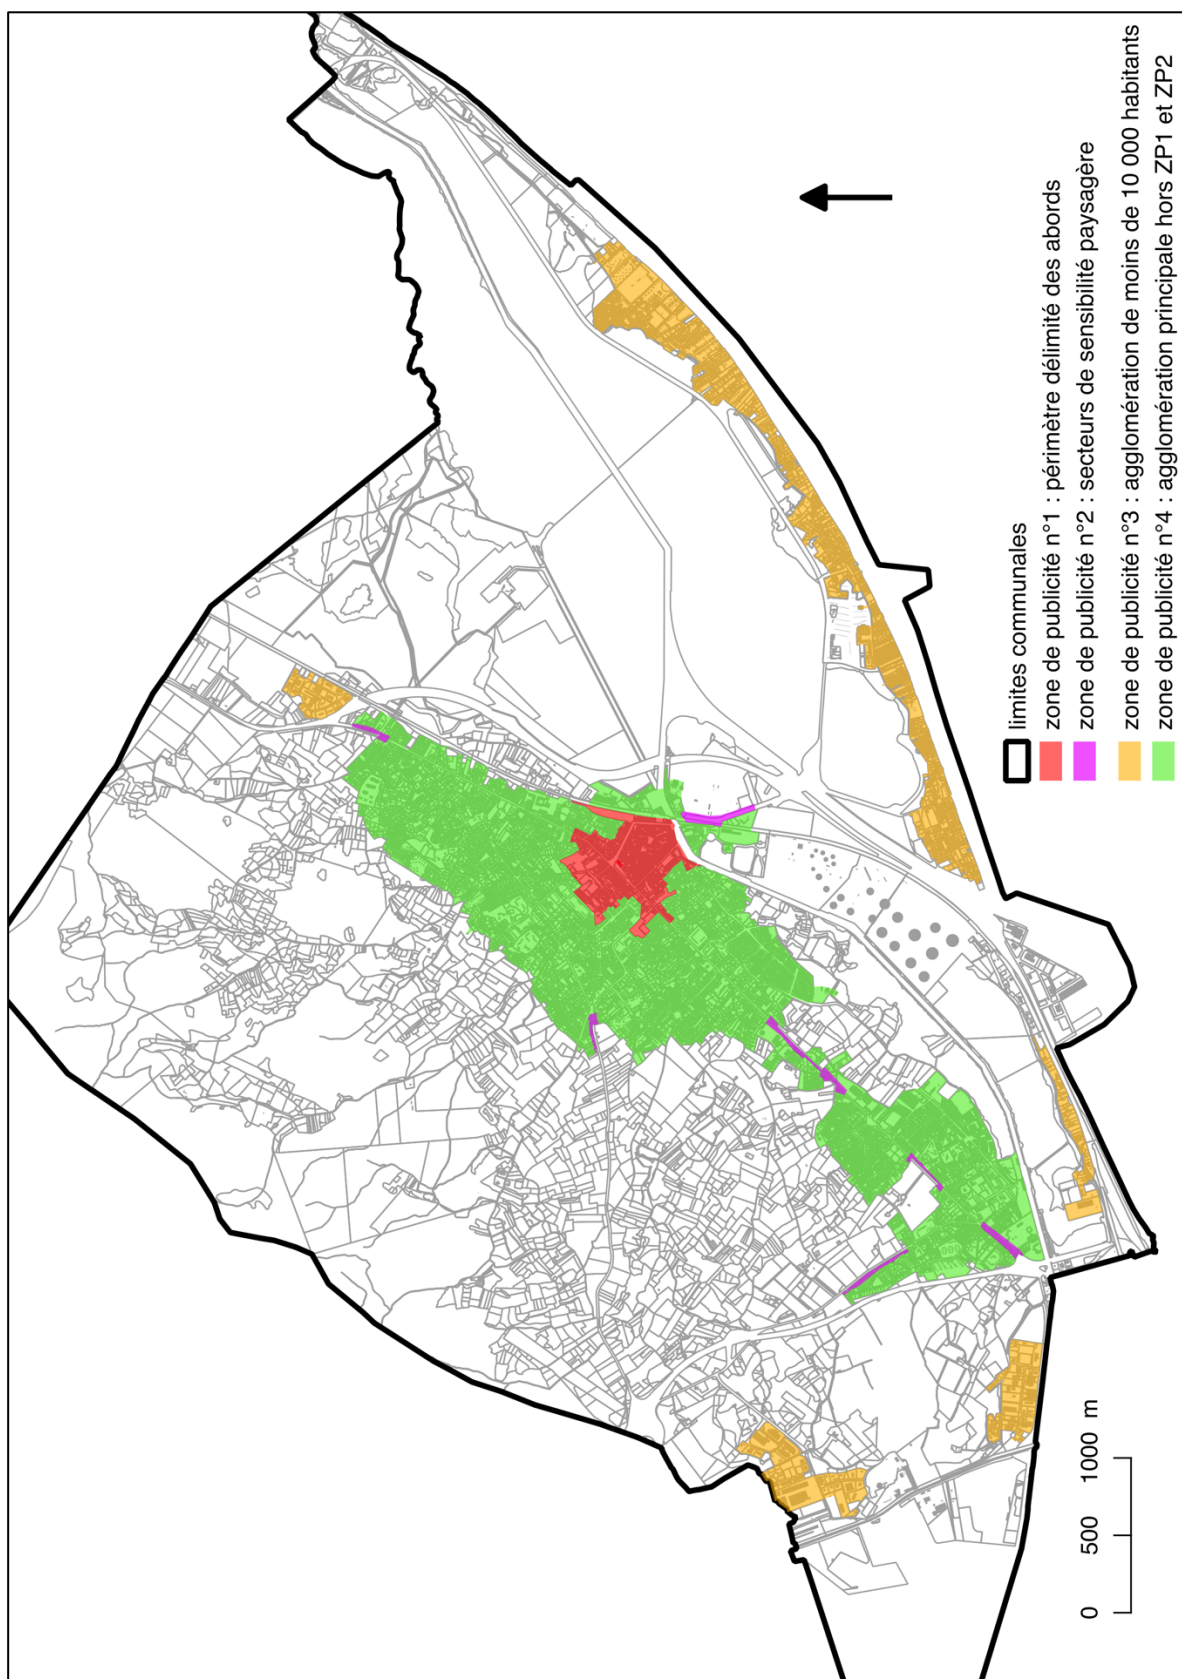 limites communales
zone de publicité n°1 : périmètre délimité des abords
zone de publicité n°2 : secteurs de sensibilité paysagère
zone de publicité n°3 : agglomération de moins de 10 000 habitants
zone de publicité n°4 : agglomération principale hors ZP1 et ZP2
0 500 1000 m